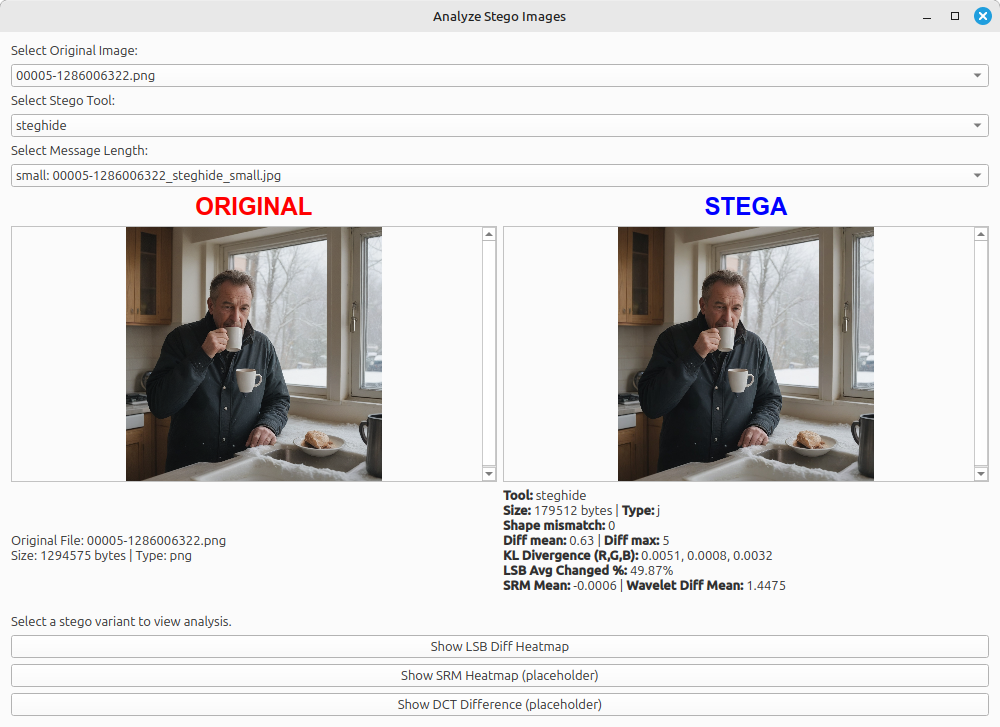 Analyze Stego Images
Select Original Image:
00005-1286006322.png
Select Stego Tool:
steghide
Select Message Length:
small: 00005-1286006322_steghide_small.jpg
ORIGINAL
STEGA
Original File: 00005-1286006322.png
Size: 1294575 bytes | Type: png
Tool: steghide
Size: 179512 bytes | Type: j
Shape mismatch: 0
Diff mean: 0.63 | Diff max: 5
KL Divergence (R,G,B): 0.0051, 0.0008, 0.0032
LSB Avg Changed %: 49.87%
SRM Mean: -0.0006 | Wavelet Diff Mean: 1.4475
Select a stego variant to view analysis.
Show LSB Diff Heatmap
Show SRM Heatmap (placeholder)
Show DCT Difference (placeholder)